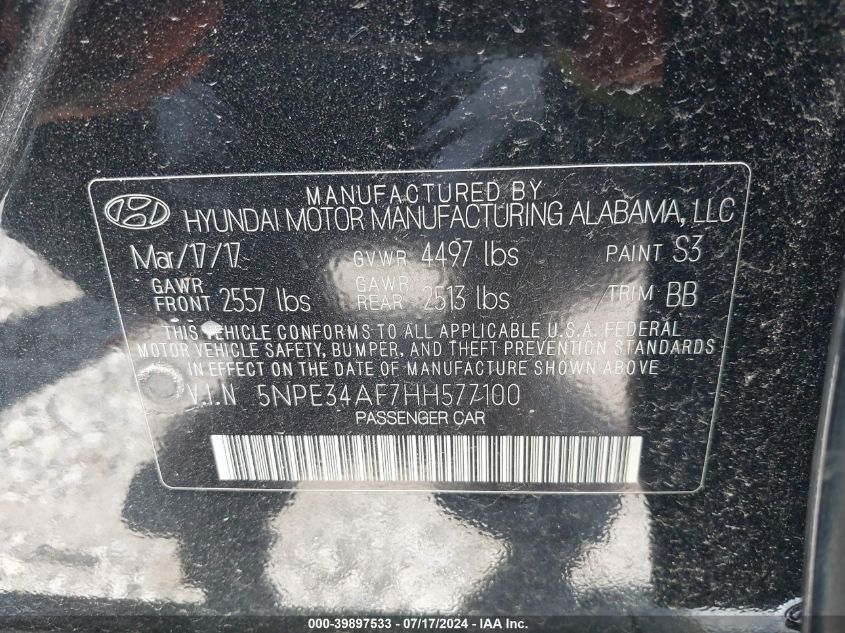 MANUFACTURED BY
HYUNDAI MOTOR MANUFACTURING ALABAMA, LLC
Mar/17/17 GVWR 4497 lbs PAINT S3
GAWR FRONT 2557 lbs GAWR REAR 2513 lbs TRIM BB
THIS VEHICLE CONFORMS TO ALL APPLICABLE U.S.A. FEDERAL
MOTOR VEHICLE SAFETY, BUMPER, AND THEFT PREVENTION STANDARDS
IN EFFECT ON THE DATE OF MANUFACTURE SHOWN ABOVE
V.I.N 5NPE34AF7HH577100
PASSENGER CAR
000-39897533 - 07/17/2024 - IAA, Inc.